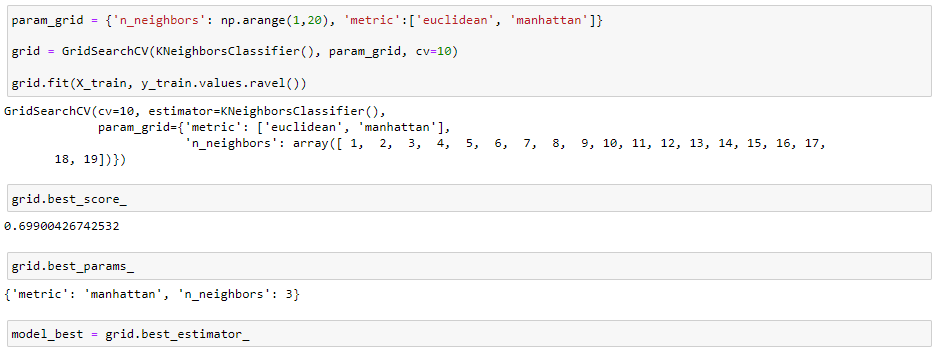 param_grid = {'n_neighbors': np.arange(1,20), 'metric':['euclidean', 'manhattan']}
grid = GridSearchCV(KNeighborsClassifier(), param_grid, cv=10)
grid.fit(X_train, y_train.values.ravel())
GridSearchCV(cv=10, estimator=KNeighborsClassifier(),
             param_grid={'metric': ['euclidean', 'manhattan'],
                         'n_neighbors': array([ 1,  2,  3,  4,  5,  6,  7,  8,  9, 10, 11, 12, 13, 14, 15, 16, 17,
       18, 19])})
grid.best_score_
0.69900426742532
grid.best_params_
{'metric': 'manhattan', 'n_neighbors': 3}
model_best = grid.best_estimator_